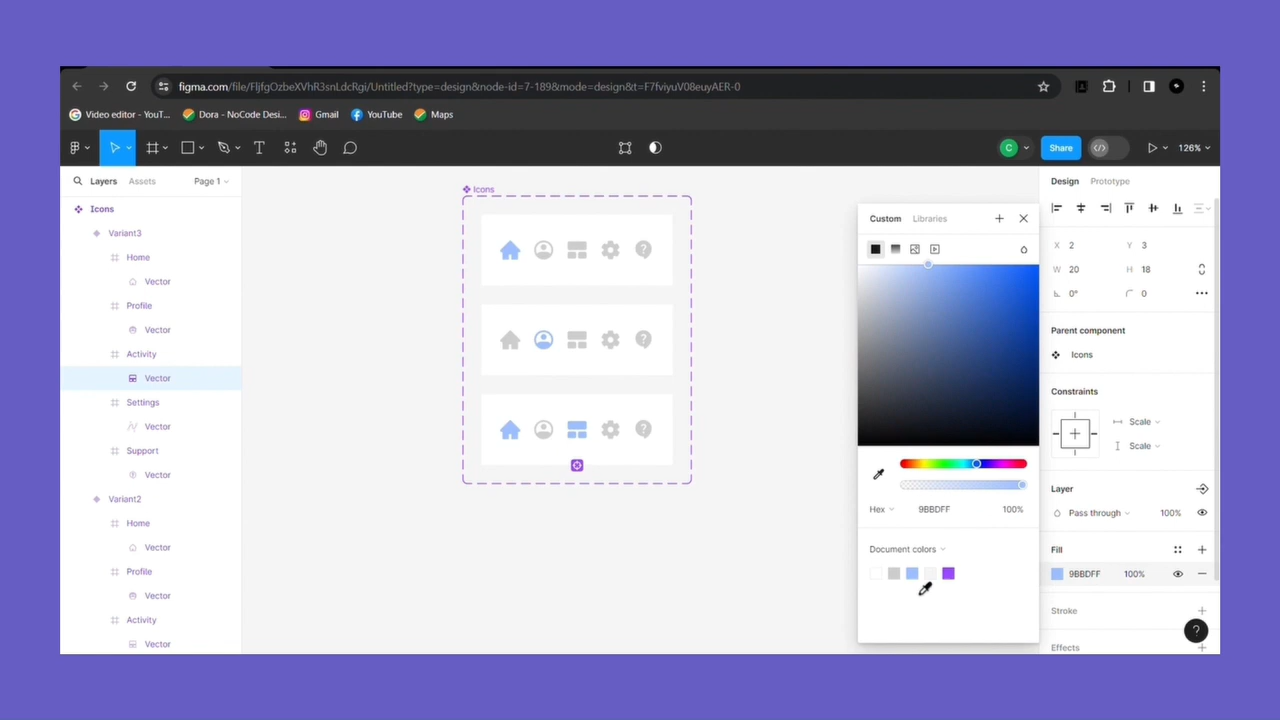 figma.com/file/FIjfgOzbeXVhR3snLdcRgi/Untitled?type=design&node-id=7-189&mode=design&t=F7fviyuV08euyAER-0
Video editor - YouT...
Dora - NoCode Desi...
Gmail
YouTube
Maps
C
Share
126%
Layers
Assets
Page 1
Icons
Variant3
Home
Vector
Profile
Vector
Activity
Vector
Settings
Vector
Support
Vector
Variant2
Home
Vector
Profile
Vector
Activity
Vector
Icons
Custom
Libraries
Hex
9BBDFF
100%
Document colors
Design
Prototype
X 2
Y 3
W 20
H 18
0°
0
Parent component
Icons
Constraints
Scale
Scale
Layer
Pass through
100%
Fill
9BBDFF
100%
Stroke
Effects
?